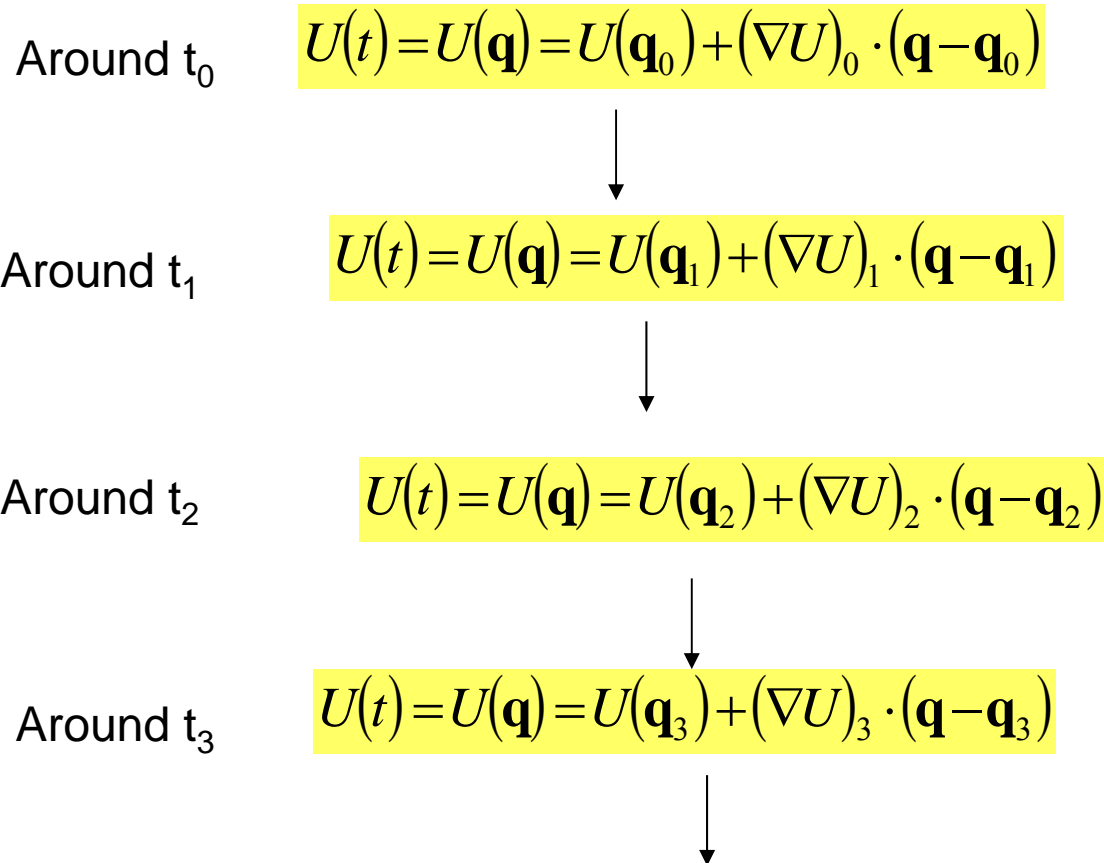 Around t₀ U(t)=U(𝐪)=U(𝐪₀)+(∇U)₀·(𝐪−𝐪₀)
Around t₁ U(t)=U(𝐪)=U(𝐪₁)+(∇U)₁·(𝐪−𝐪₁)
Around t₂ U(t)=U(𝐪)=U(𝐪₂)+(∇U)₂·(𝐪−𝐪₂)
Around t₃ U(t)=U(𝐪)=U(𝐪₃)+(∇U)₃·(𝐪−𝐪₃)